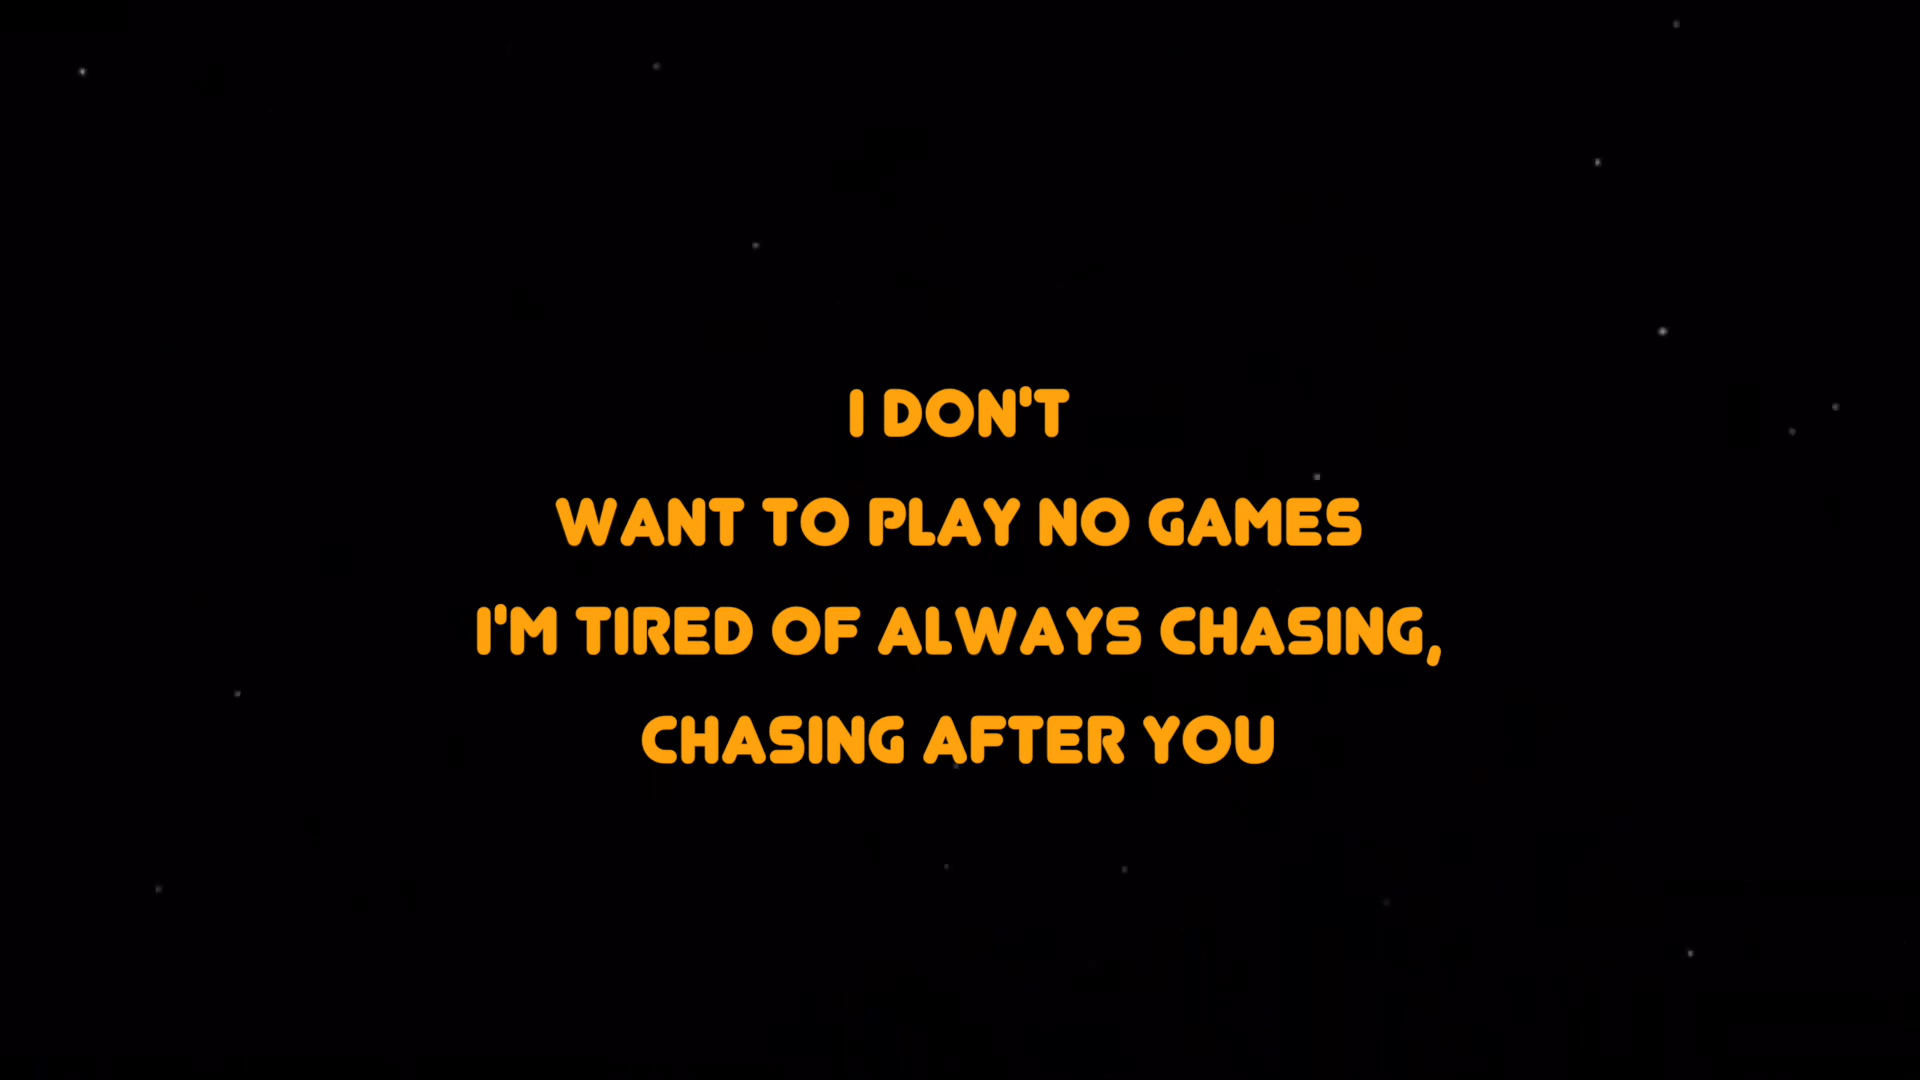 I DON'T
WANT TO PLAY NO GAMES
I'M TIRED OF ALWAYS CHASING,
CHASING AFTER YOU